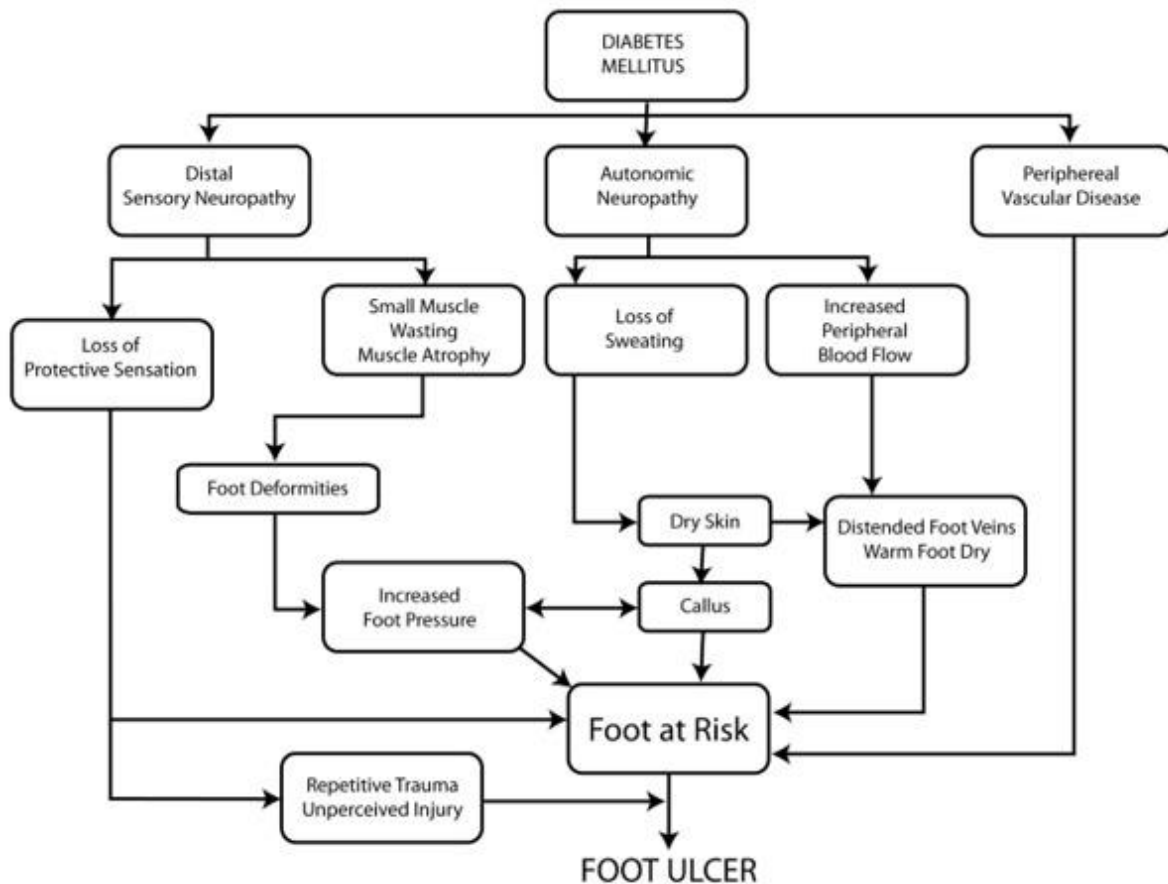 DIABETES
MELLITUS
Distal
Sensory Neuropathy
Autonomic
Neuropathy
Periphereal
Vascular Disease
Loss of
Protective Sensation
Small Muscle
Wasting
Muscle Atrophy
Loss of
Sweating
Increased
Peripheral
Blood Flow
Foot Deformities
Dry Skin
Distended Foot Veins
Warm Foot Dry
Increased
Foot Pressure
Callus
Foot at Risk
Repetitive Trauma
Unperceived Injury
FOOT ULCER